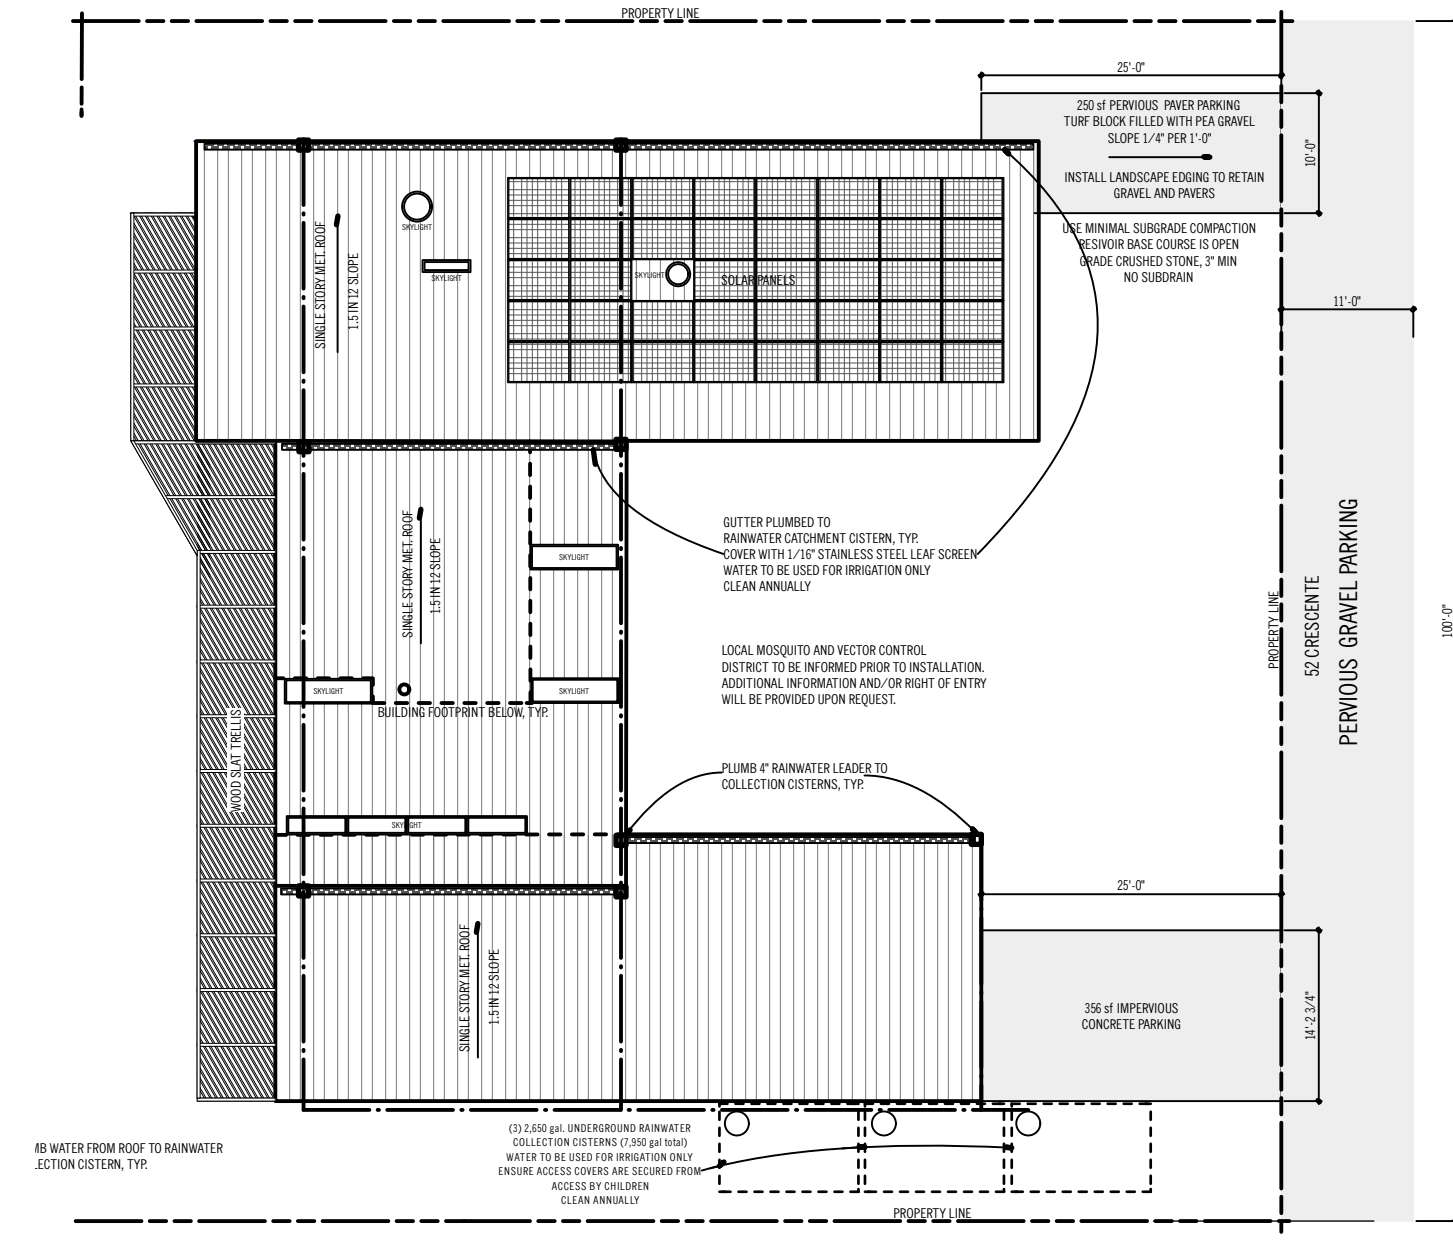 PROPERTY LINE
25'-0"
250 sf PERVIOUS PAVER PARKING
TURF BLOCK FILLED WITH PEA GRAVEL
SLOPE 1/4" PER 1'-0"
INSTALL LANDSCAPE EDGING TO RETAIN
GRAVEL AND PAVERS
10'-0"
USE MINIMAL SUBGRADE COMPACTION
RESIVOIR BASE COURSE IS OPEN
GRADE CRUSHED STONE, 3" MIN
NO SUBDRAIN
11'-0"
SKYLIGHT
SKYLIGHT
SKYLIGHT
SOLAR PANELS
SINGLE STORY MET. ROOF
1.5 IN 12 SLOPE
SINGLE STORY MET. ROOF
1.5 IN 12 SLOPE
GUTTER PLUMBED TO
RAINWATER CATCHMENT CISTERN, TYP.
COVER WITH 1/16" STAINLESS STEEL LEAF SCREEN
WATER TO BE USED FOR IRRIGATION ONLY
CLEAN ANNUALLY
SKYLIGHT
LOCAL MOSQUITO AND VECTOR CONTROL
DISTRICT TO BE INFORMED PRIOR TO INSTALLATION.
ADDITIONAL INFORMATION AND/OR RIGHT OF ENTRY
WILL BE PROVIDED UPON REQUEST.
PROPERTY LINE
52 CRESCENTE
PERVIOUS GRAVEL PARKING
100'-0"
SKYLIGHT
SKYLIGHT
BUILDING FOOTPRINT BELOW, TYP.
WOOD SLAT TRELLIS
PLUMB 4" RAINWATER LEADER TO
COLLECTION CISTERNS, TYP.
SKYLIGHT
25'-0"
SINGLE STORY MET. ROOF
1.5 IN 12 SLOPE
356 sf IMPERVIOUS
CONCRETE PARKING
14'-2 3/4"
(3) 2,650 gal. UNDERGROUND RAINWATER
COLLECTION CISTERNS (7,950 gal total)
WATER TO BE USED FOR IRRIGATION ONLY
ENSURE ACCESS COVERS ARE SECURED FROM
ACCESS BY CHILDREN
CLEAN ANNUALLY
MB WATER FROM ROOF TO RAINWATER
LECTION CISTERN, TYP.
PROPERTY LINE